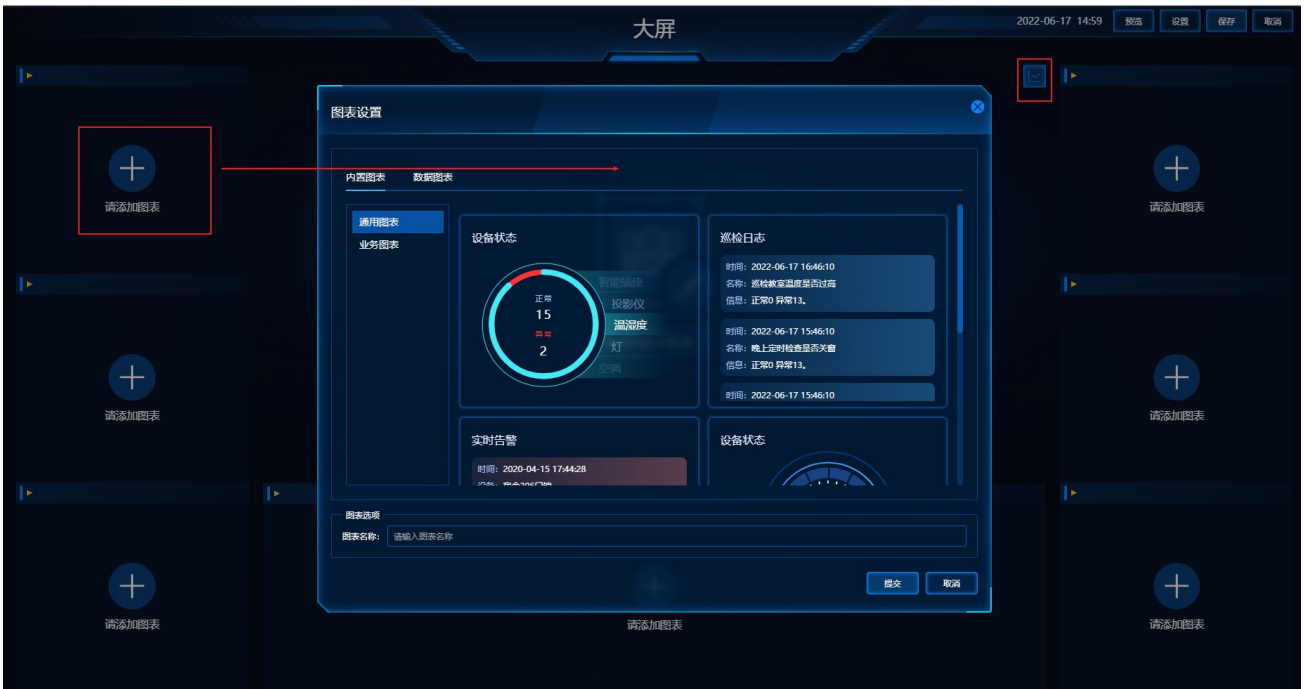 大屏
2022-06-17 14:59 预览 设置 保存 取消
图表设置
内置图表 数据图表
通用图表
业务图表
设备状态
正常
15
异常
2
智能插座
投影仪
温湿度
灯
空调
巡检日志
时间：2022-06-17 16:46:10
名称：巡检教室温度是否过高
信息：正常0 异常13。
时间：2022-06-17 15:46:10
名称：晚上定时检查是否关窗
信息：正常0 异常13。
时间：2022-06-17 15:46:10
实时告警
时间：2020-04-15 17:44:28
设备状态
图表选项
图表名称： 请输入图表名称
提交 取消
请添加图表
请添加图表
请添加图表
请添加图表
请添加图表
请添加图表
请添加图表